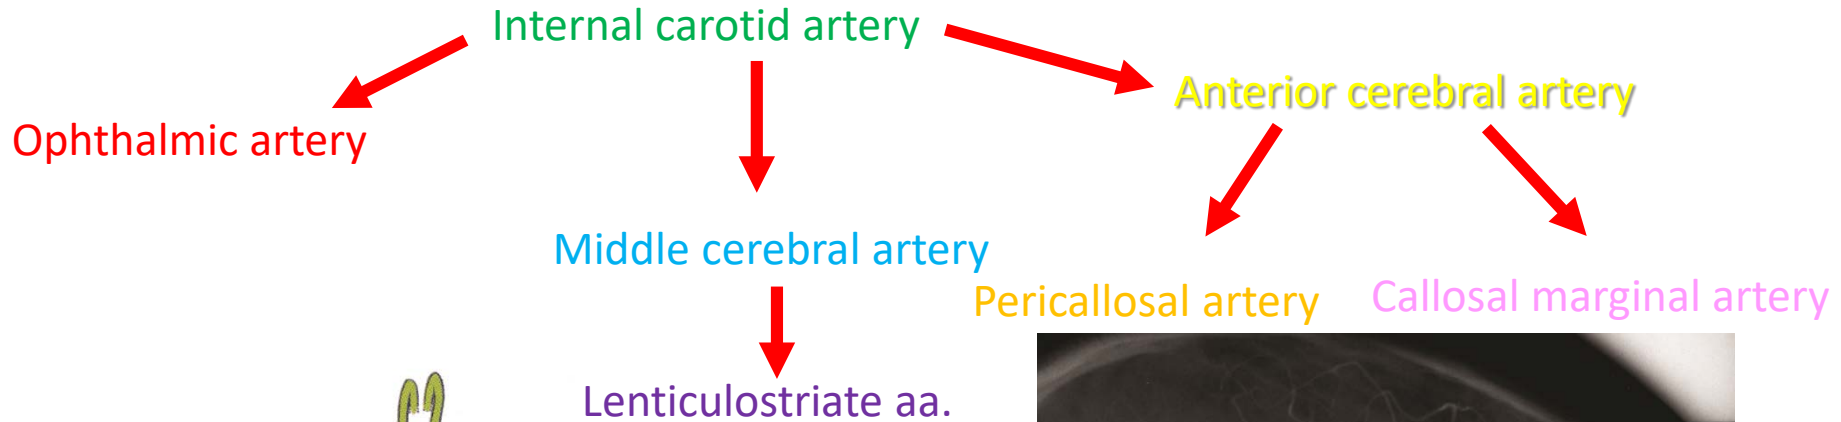 Internal carotid artery
Anterior cerebral artery
Ophthalmic artery
Middle cerebral artery
Pericallosal artery
Callosal marginal artery
Lenticulostriate aa.